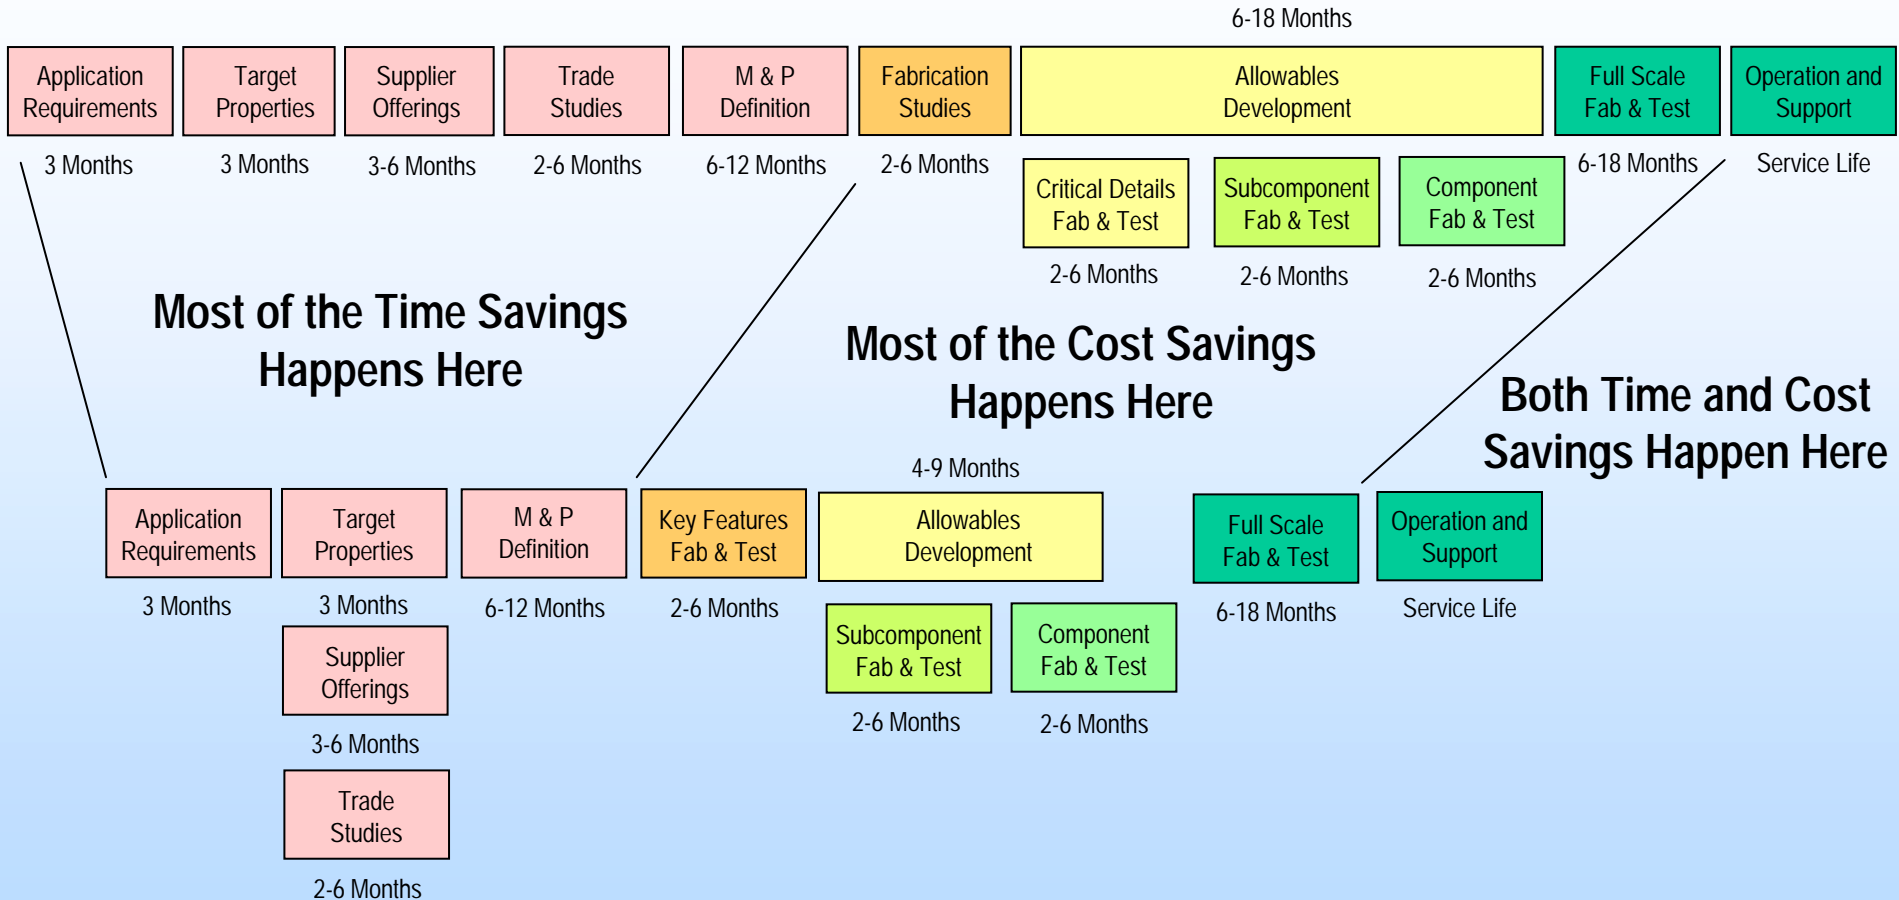 6-18 Months
Application
Requirements
Target
Properties
Supplier
Offerings
Trade
Studies
M & P
Definition
Fabrication
Studies
Allowables
Development
Full Scale
Fab & Test
Operation and
Support
3 Months
3 Months
3-6 Months
2-6 Months
6-12 Months
2-6 Months
6-18 Months
Service Life
Critical Details
Fab & Test
Subcomponent
Fab & Test
Component
Fab & Test
2-6 Months
2-6 Months
2-6 Months
Most of the Time Savings
Happens Here
Most of the Cost Savings
Happens Here
Both Time and Cost
Savings Happen Here
4-9 Months
Application
Requirements
Target
Properties
M & P
Definition
Key Features
Fab & Test
Allowables
Development
Full Scale
Fab & Test
Operation and
Support
3 Months
3 Months
6-12 Months
2-6 Months
6-18 Months
Service Life
Supplier
Offerings
Subcomponent
Fab & Test
Component
Fab & Test
3-6 Months
2-6 Months
2-6 Months
Trade
Studies
2-6 Months